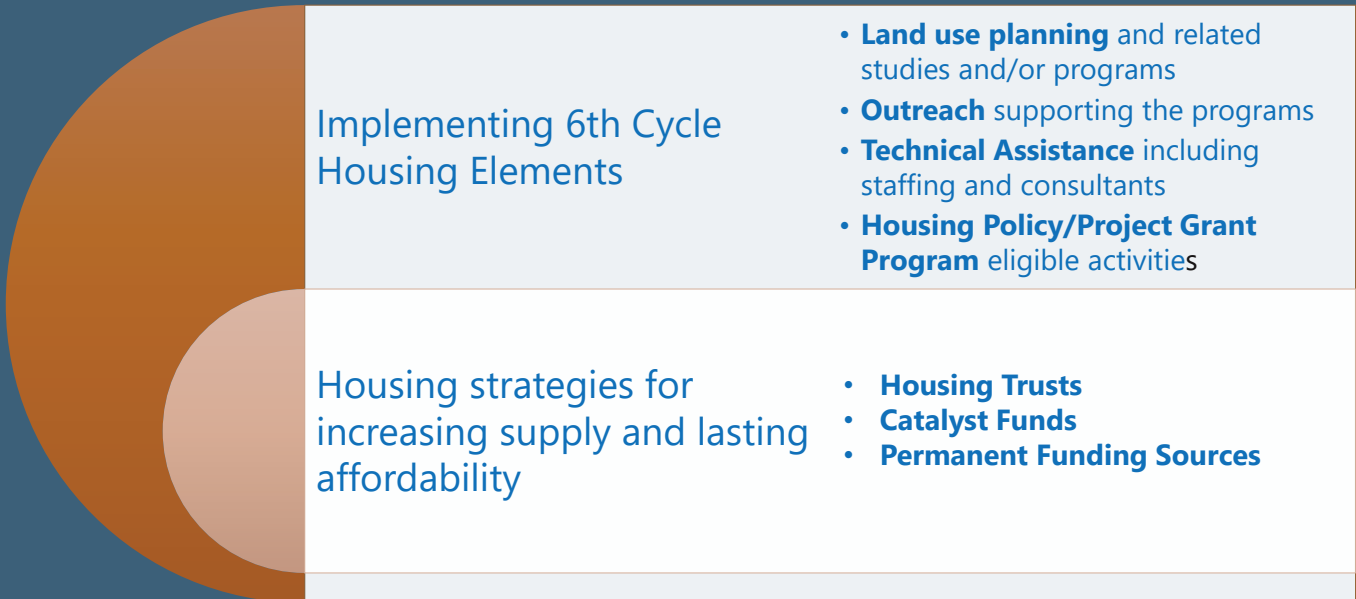 Implementing 6th Cycle
Housing Elements
• Land use planning and related
studies and/or programs
• Outreach supporting the programs
• Technical Assistance including
staffing and consultants
• Housing Policy/Project Grant
Program eligible activities
Housing strategies for
increasing supply and lasting
affordability
• Housing Trusts
• Catalyst Funds
• Permanent Funding Sources